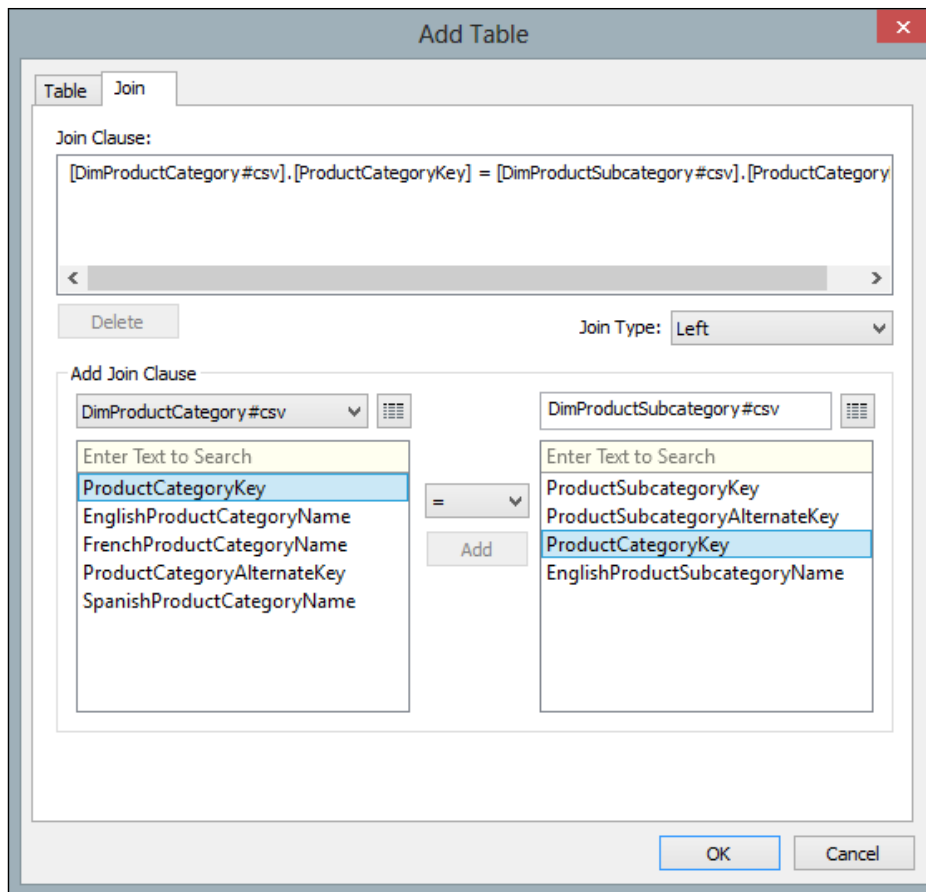 Add Table
Table Join
Join Clause:
[DimProductCategory#csv].[ProductCategoryKey] = [DimProductSubcategory#csv].[ProductCategory
Delete
Join Type: Left
Add Join Clause
DimProductCategory#csv DimProductSubcategory#csv
Enter Text to Search Enter Text to Search
ProductCategoryKey = ProductSubcategoryKey
EnglishProductCategoryName ProductSubcategoryAlternateKey
FrenchProductCategoryName Add ProductCategoryKey
ProductCategoryAlternateKey EnglishProductSubcategoryName
SpanishProductCategoryName
OK Cancel